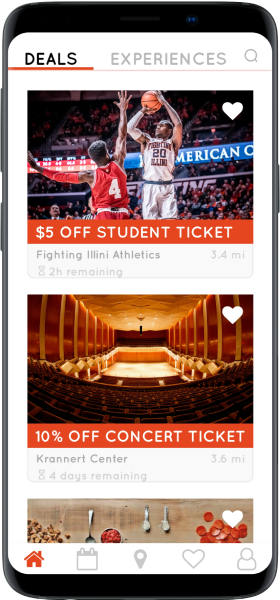 DEALS EXPERIENCES
AMERICAN C
FIGHTING
20
ILLINI
4
$5 OFF STUDENT TICKET
Fighting Illini Athletics 3.4 mi
2h remaining
10% OFF CONCERT TICKET
Krannert Center 3.6 mi
4 days remaining